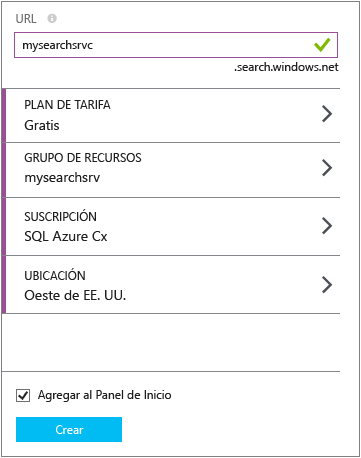 URL
mysearchsrvc
.search.windows.net
PLAN DE TARIFA
Gratis
GRUPO DE RECURSOS
mysearchsrv
SUSCRIPCIÓN
SQL Azure Cx
UBICACIÓN
Oeste de EE. UU.
Agregar al Panel de Inicio
Crear